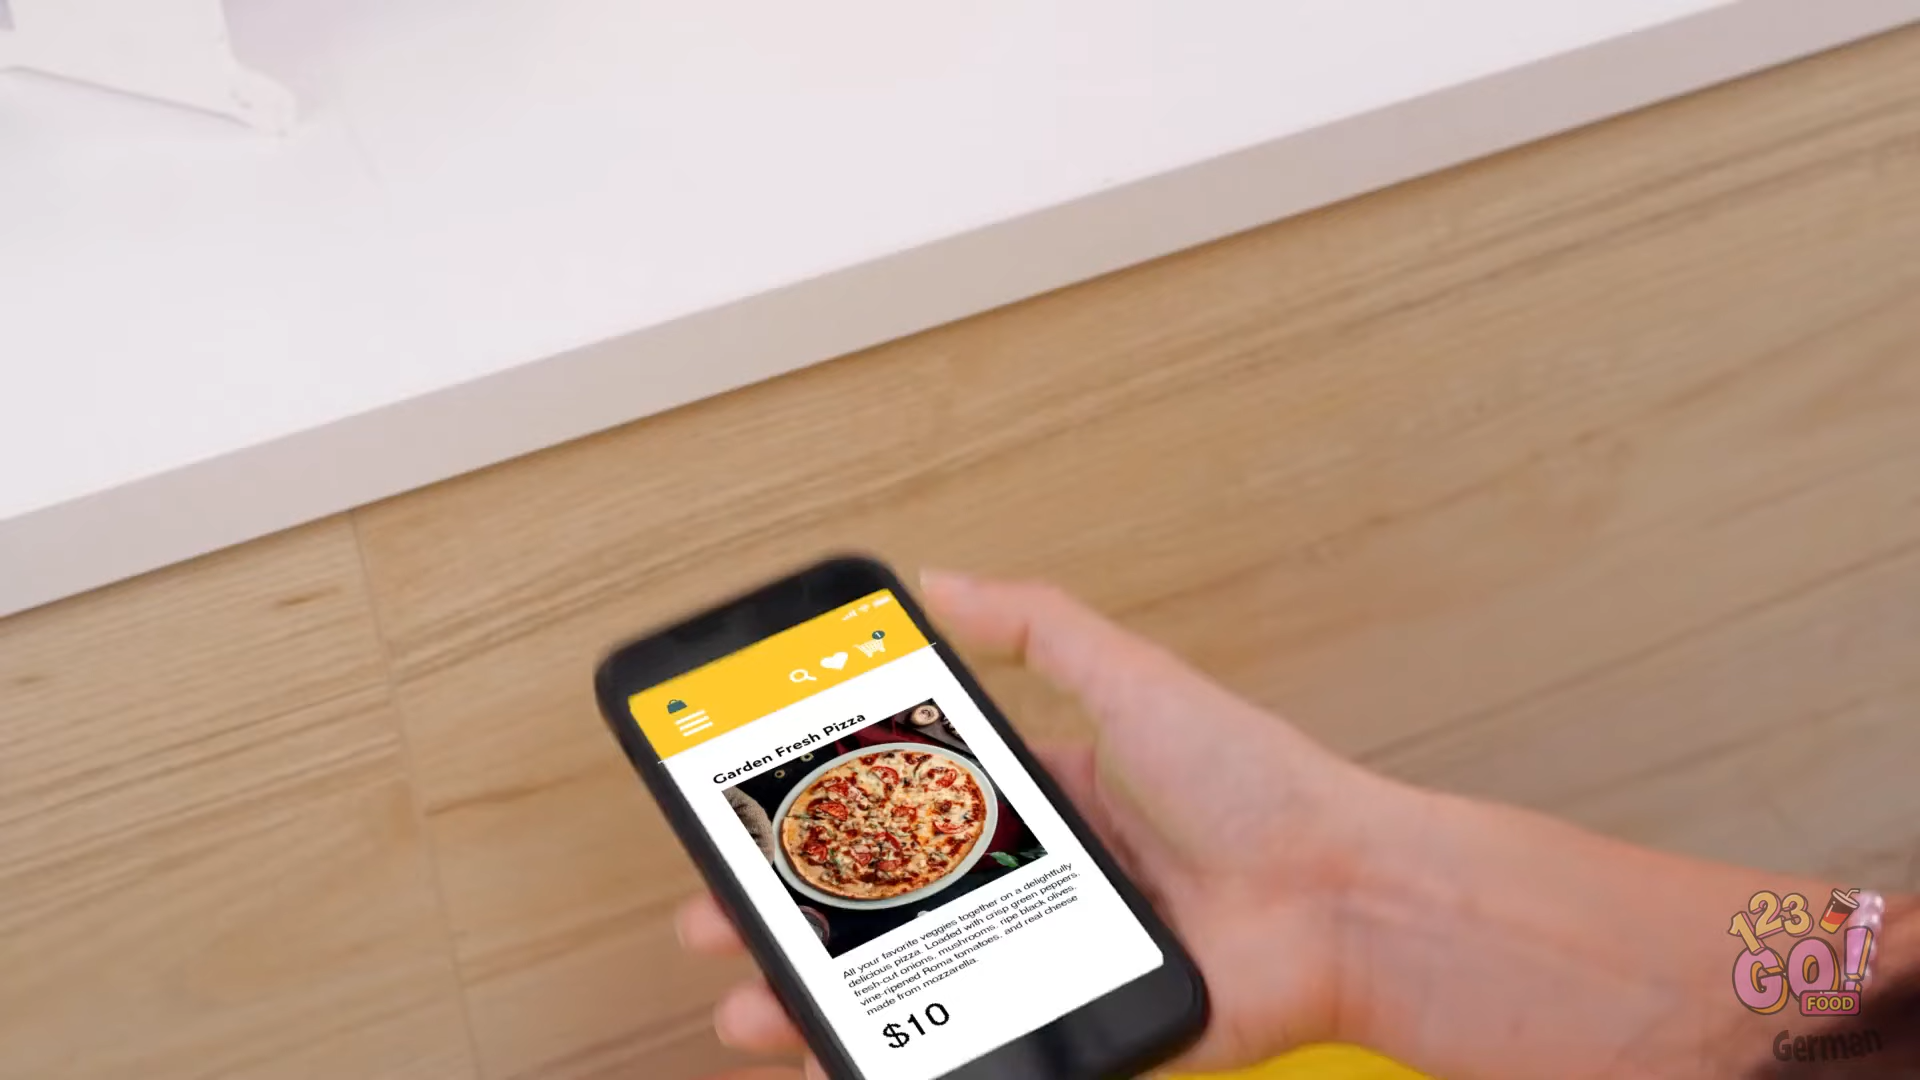 1
Garden Fresh Pizza
All your favorite veggies together on a delightfully
delicious pizza. Loaded with crisp green peppers,
fresh-cut onions, mushrooms, ripe black olives,
vine-ripened Roma tomatoes, and real cheese
made from mozzarella.
$10
123
GO!
FOOD
German